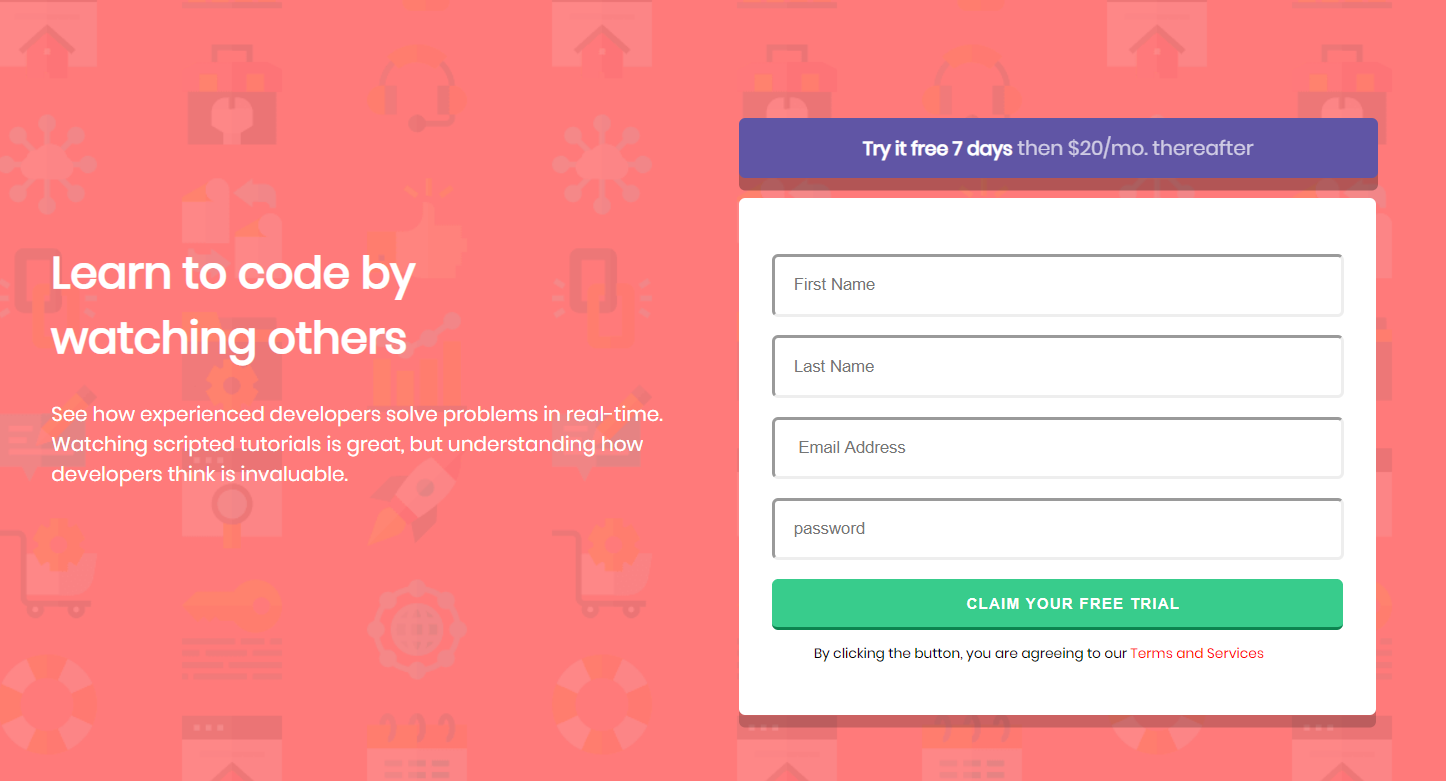 Learn to code by
watching others
See how experienced developers solve problems in real-time.
Watching scripted tutorials is great, but understanding how
developers think is invaluable.
Try it free 7 days then $20/mo. thereafter
First Name
Last Name
Email Address
password
CLAIM YOUR FREE TRIAL
By clicking the button, you are agreeing to our Terms and Services